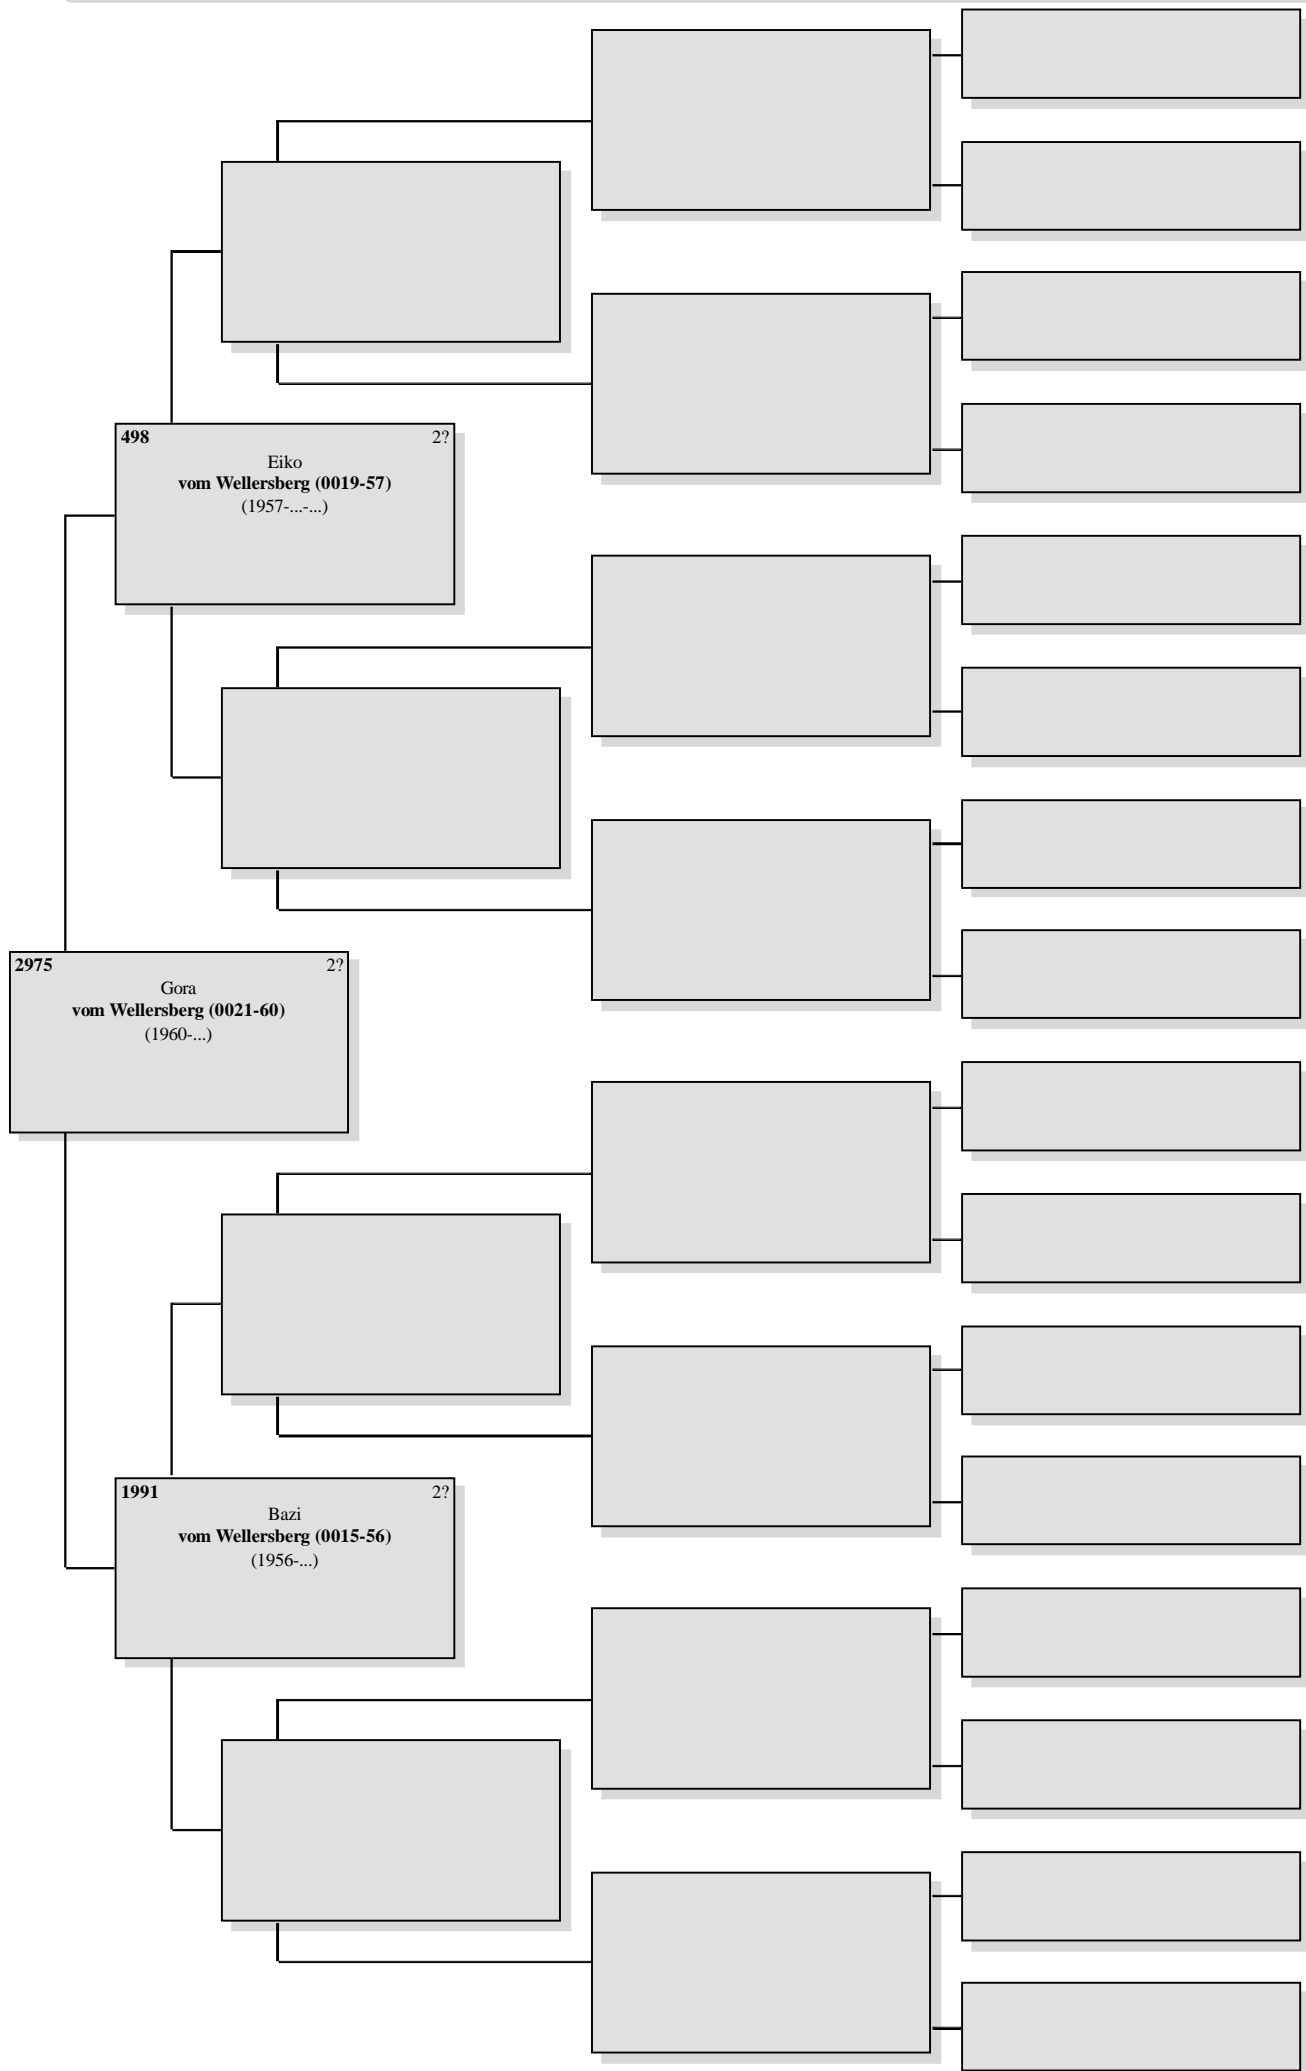 498 2?
Eiko
vom Wellersberg (0019-57)
(1957-...-...)
2975 2?
Gora
vom Wellersberg (0021-60)
(1960-...)
1991 2?
Bazi
vom Wellersberg (0015-56)
(1956-...)